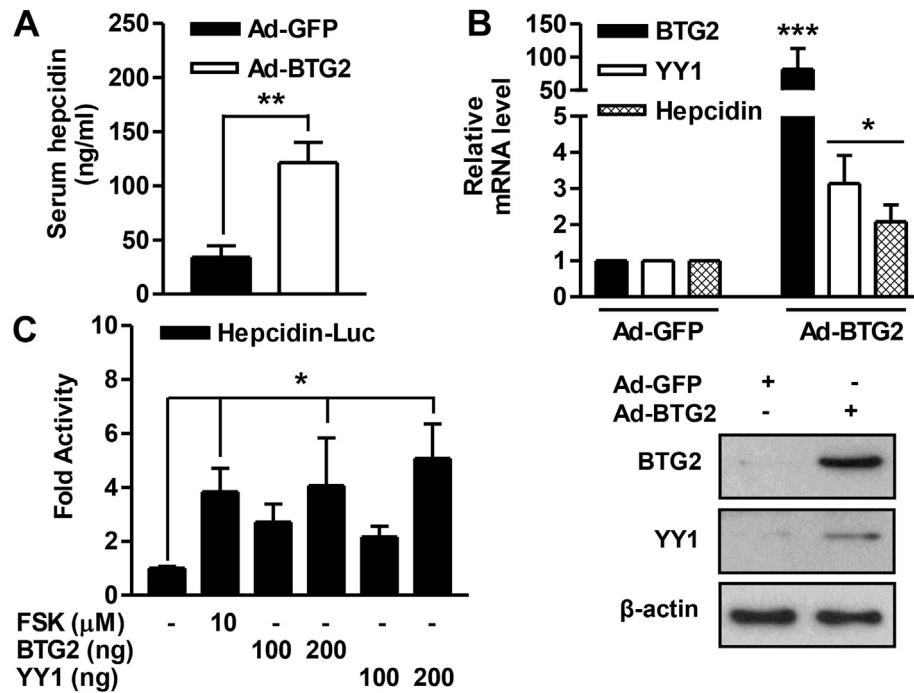 A
Ad-GFP
Ad-BTG2
Serum hepcidin
(ng/ml)
250
200
150
100
50
0
**
B
BTG2
YY1
Hepcidin
Relative
mRNA level
150
100
50
5
4
3
2
1
0
***
*
Ad-GFP
Ad-BTG2
Ad-GFP + -
Ad-BTG2 - +
BTG2
YY1
β-actin
C
Hepcidin-Luc
Fold Activity
10
8
6
4
2
0
*
FSK (μM) - 10 - - - -
BTG2 (ng) - - 100 200 - -
YY1 (ng) - - - - 100 200